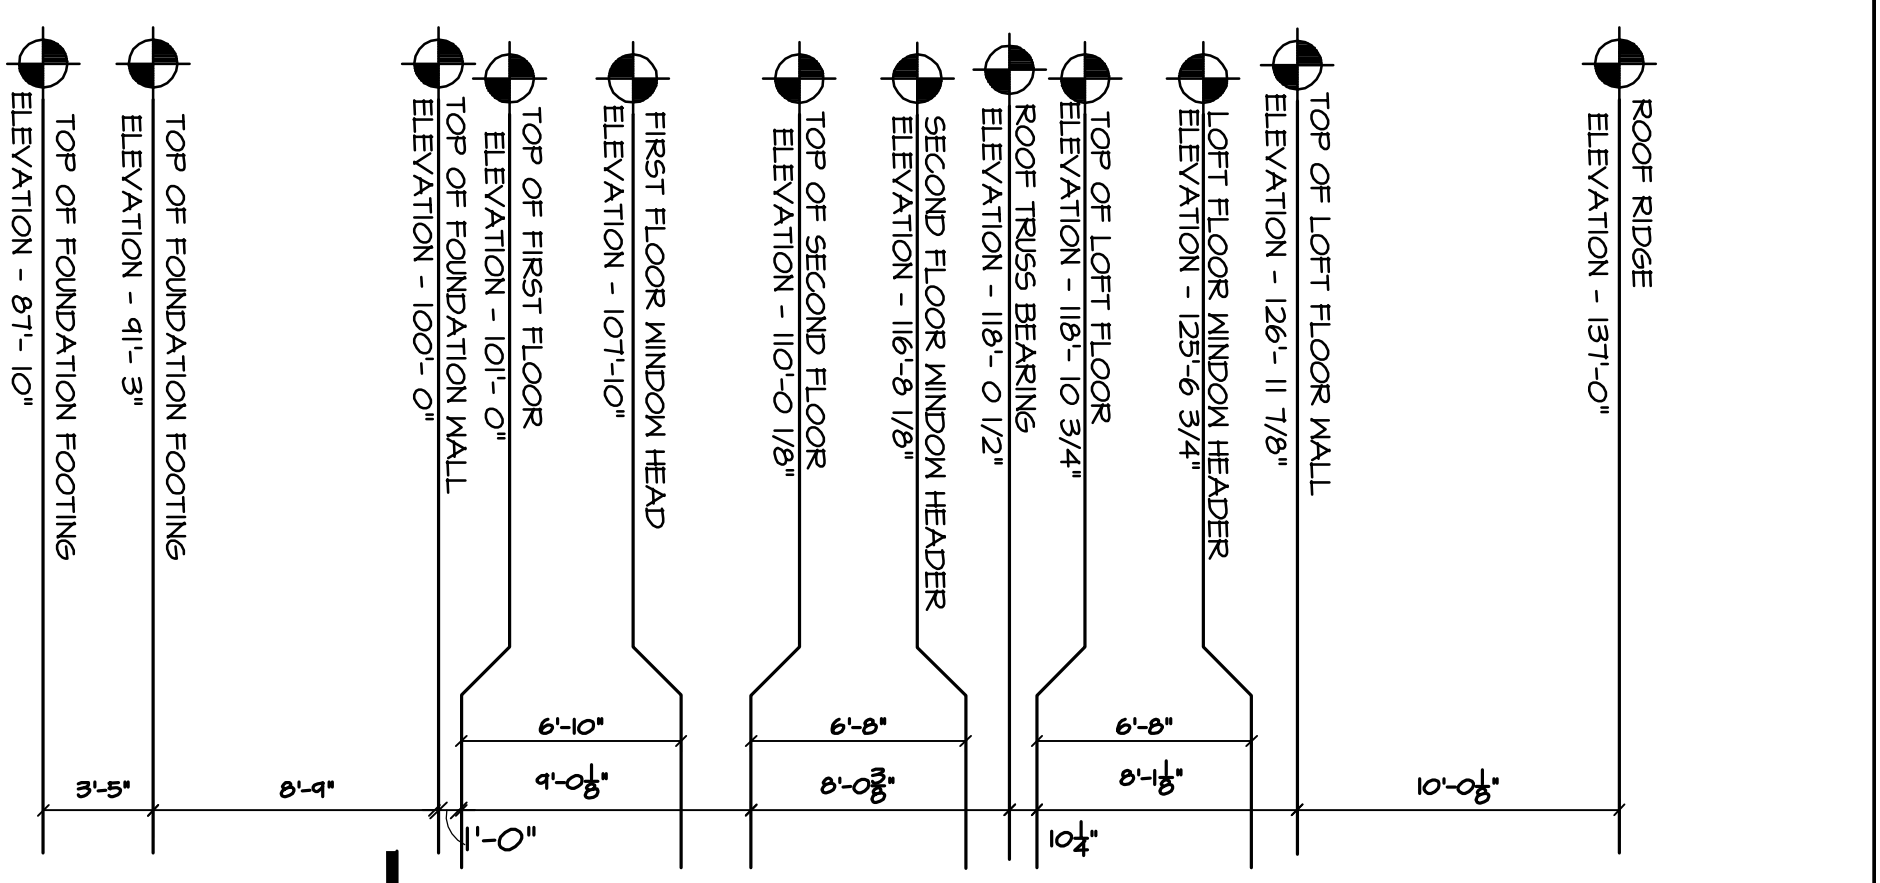 TOP OF FOUNDATION FOOTING
ELEVATION - 87'- 10"
TOP OF FOUNDATION FOOTING
ELEVATION - 91'- 3"
TOP OF FOUNDATION WALL
ELEVATION - 100'- 0"
TOP OF FIRST FLOOR
ELEVATION - 101'- 0"
FIRST FLOOR WINDOW HEAD
ELEVATION - 107'-10"
TOP OF SECOND FLOOR
ELEVATION - 110'-0 1/8"
SECOND FLOOR WINDOW HEADER
ELEVATION - 116'-8 1/8"
ROOF TRUSS BEARING
ELEVATION - 118'- 0 1/2"
TOP OF LOFT FLOOR
ELEVATION - 118'- 10 3/4"
LOFT FLOOR WINDOW HEADER
ELEVATION - 125'-6 3/4"
TOP OF LOFT FLOOR WALL
ELEVATION - 126'- 11 7/8"
ROOF RIDGE
ELEVATION - 137'-0"
6'-10"
6'-8"
6'-8"
3'-5"
8'-9"
9'-0 1/8"
8'-0 3/8"
8'-1 1/8"
10'-0 1/8"
1'-0"
10 1/4"